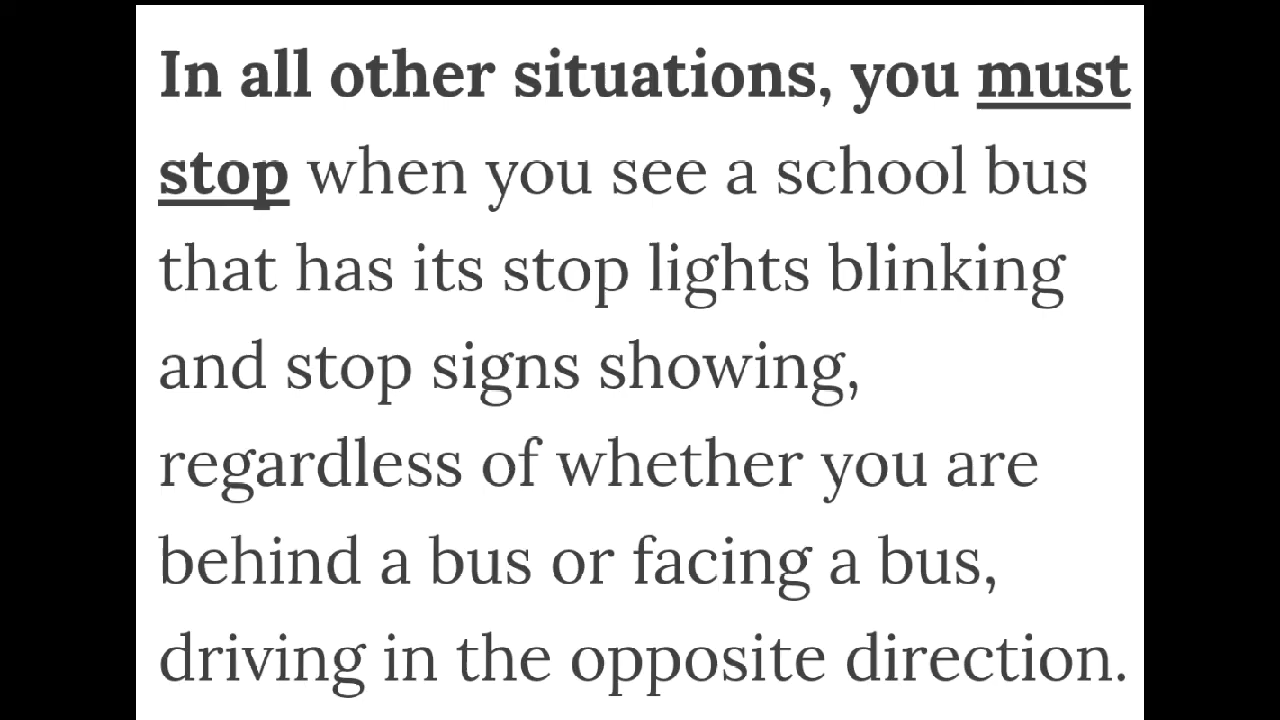 In all other situations, you must
stop when you see a school bus
that has its stop lights blinking
and stop signs showing,
regardless of whether you are
behind a bus or facing a bus,
driving in the opposite direction.